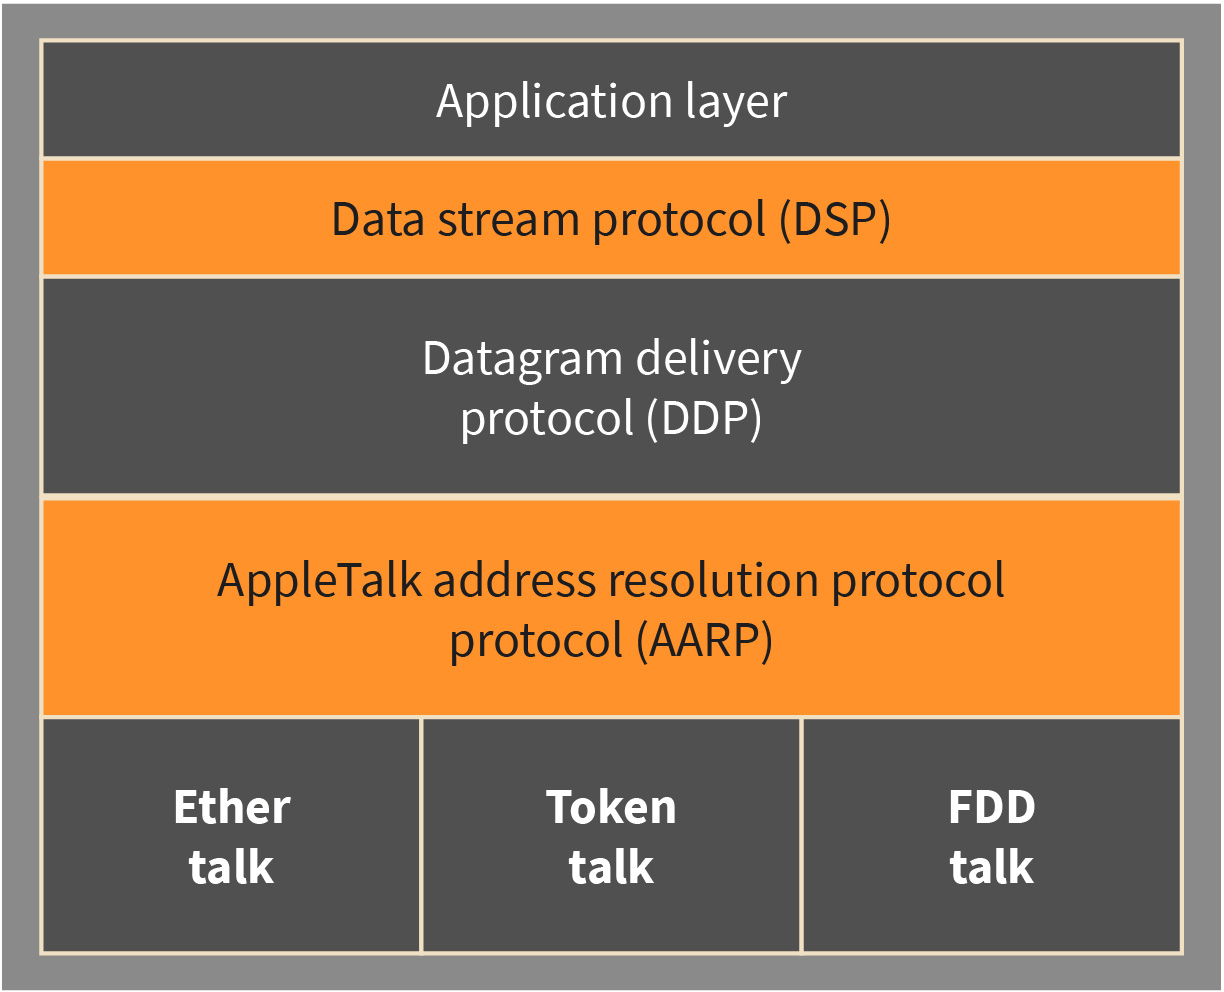 Application layer
Data stream protocol (DSP)
Datagram delivery
protocol (DDP)
AppleTalk address resolution protocol
protocol (AARP)
Ether
talk
Token
talk
FDD
talk